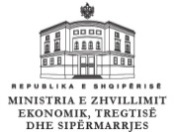 REPUBLIKA E SHQIPËRISË
MINISTRIA E ZHVILLIMIT
EKONOMIK, TREGTISË
DHE SIPËRMARRJES